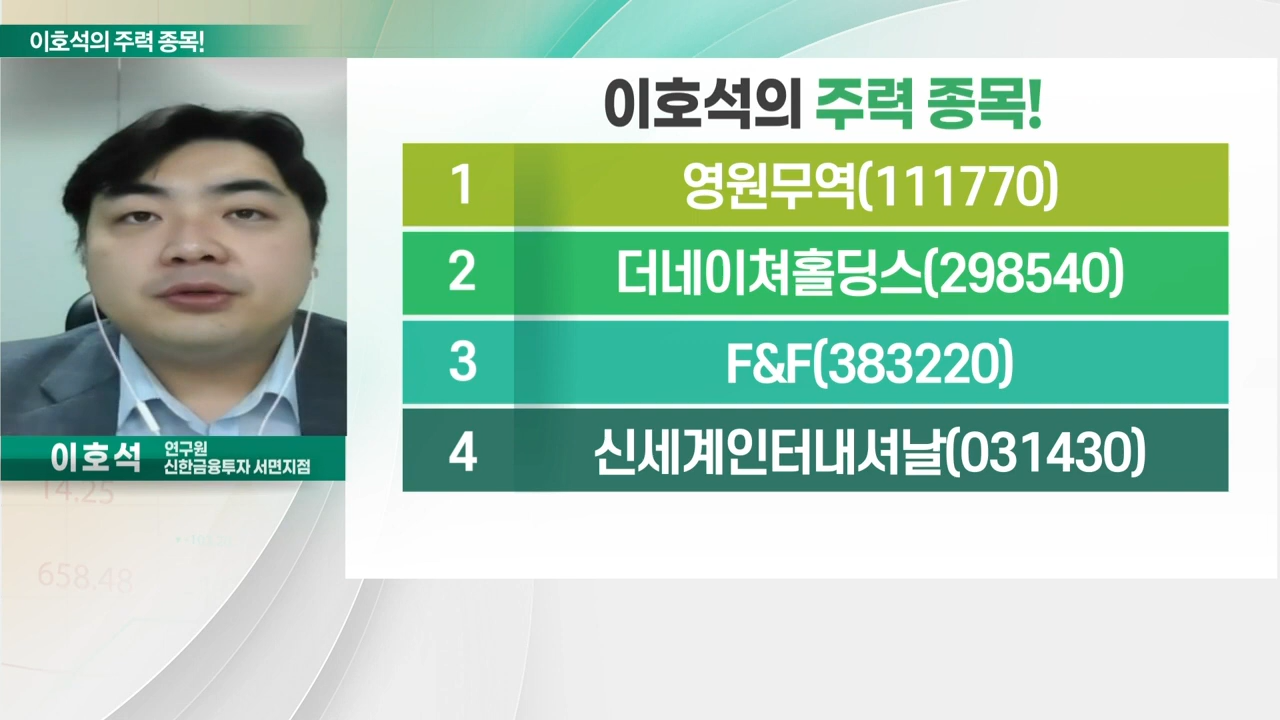 이호석의 주력 종목!
이호석의 주력 종목!
1 영원무역(111770)
2 더네이쳐홀딩스(298540)
3 F&F(383220)
4 신세계인터내셔날(031430)
이호석 연구원
신한금융투자 서면지점
14.25
658.48